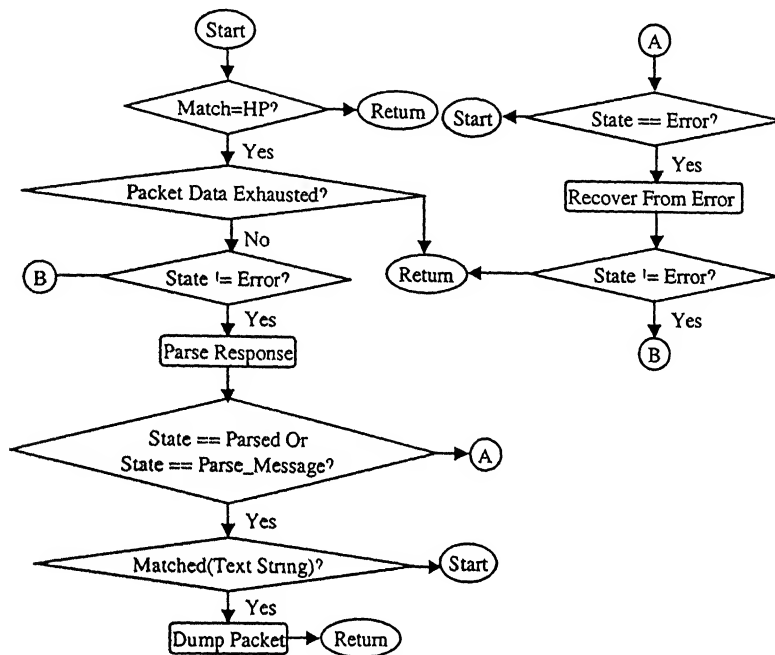 Start
Match=HP?
Return
Yes
Packet Data Exhausted?
No
B
State != Error?
Return
Yes
Parse Response
State == Parsed Or
State == Parse_Message?
A
Yes
Matched(Text String)?
Start
Yes
Dump Packet
Return
A
Start
State == Error?
Yes
Recover From Error
State != Error?
Yes
B